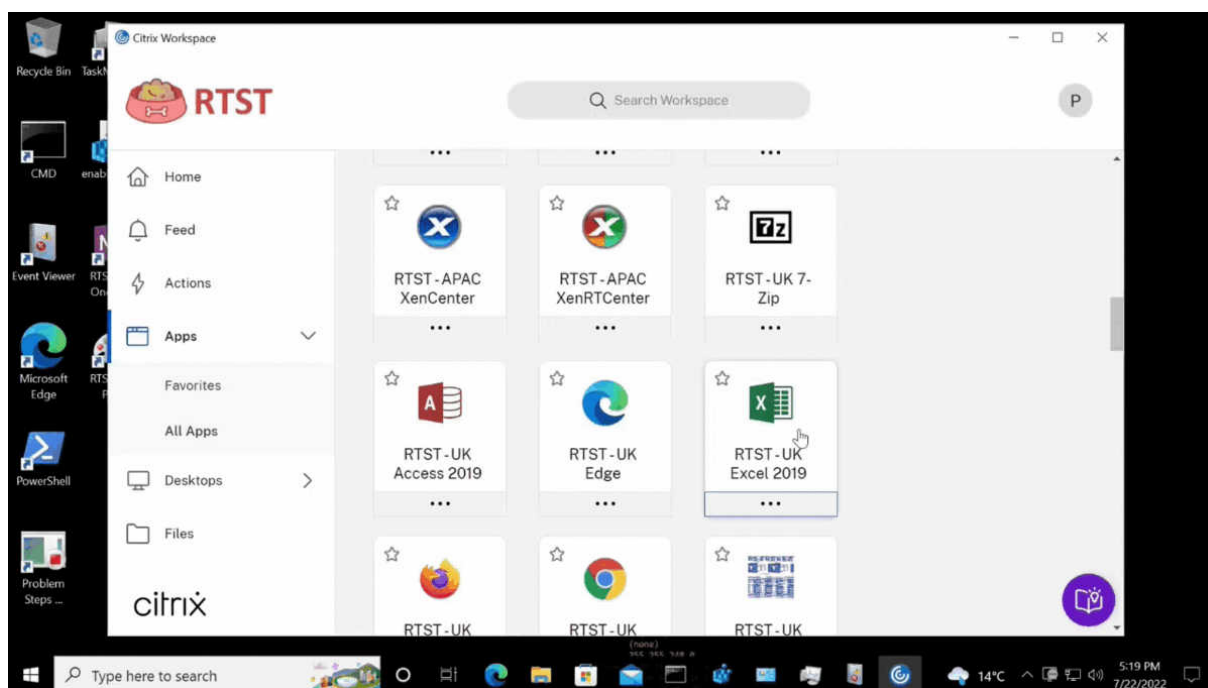 Citrix Workspace
Recycle Bin
RTST
Search Workspace
P
CMD
Home
Feed
Actions
Event Viewer
Apps
Microsoft
Edge
Favorites
All Apps
PowerShell
Desktops
Files
Problem
Steps ...
citrix
RTST - APAC
XenCenter
RTST - APAC
XenRTCenter
7z
RTST - UK 7-
Zip
A
RTST - UK
Access 2019
RTST - UK
Edge
X
RTST - UK
Excel 2019
RTST - UK
RTST - UK
RTST - UK
(none)
Type here to search
14°C
5:19 PM
7/22/2022